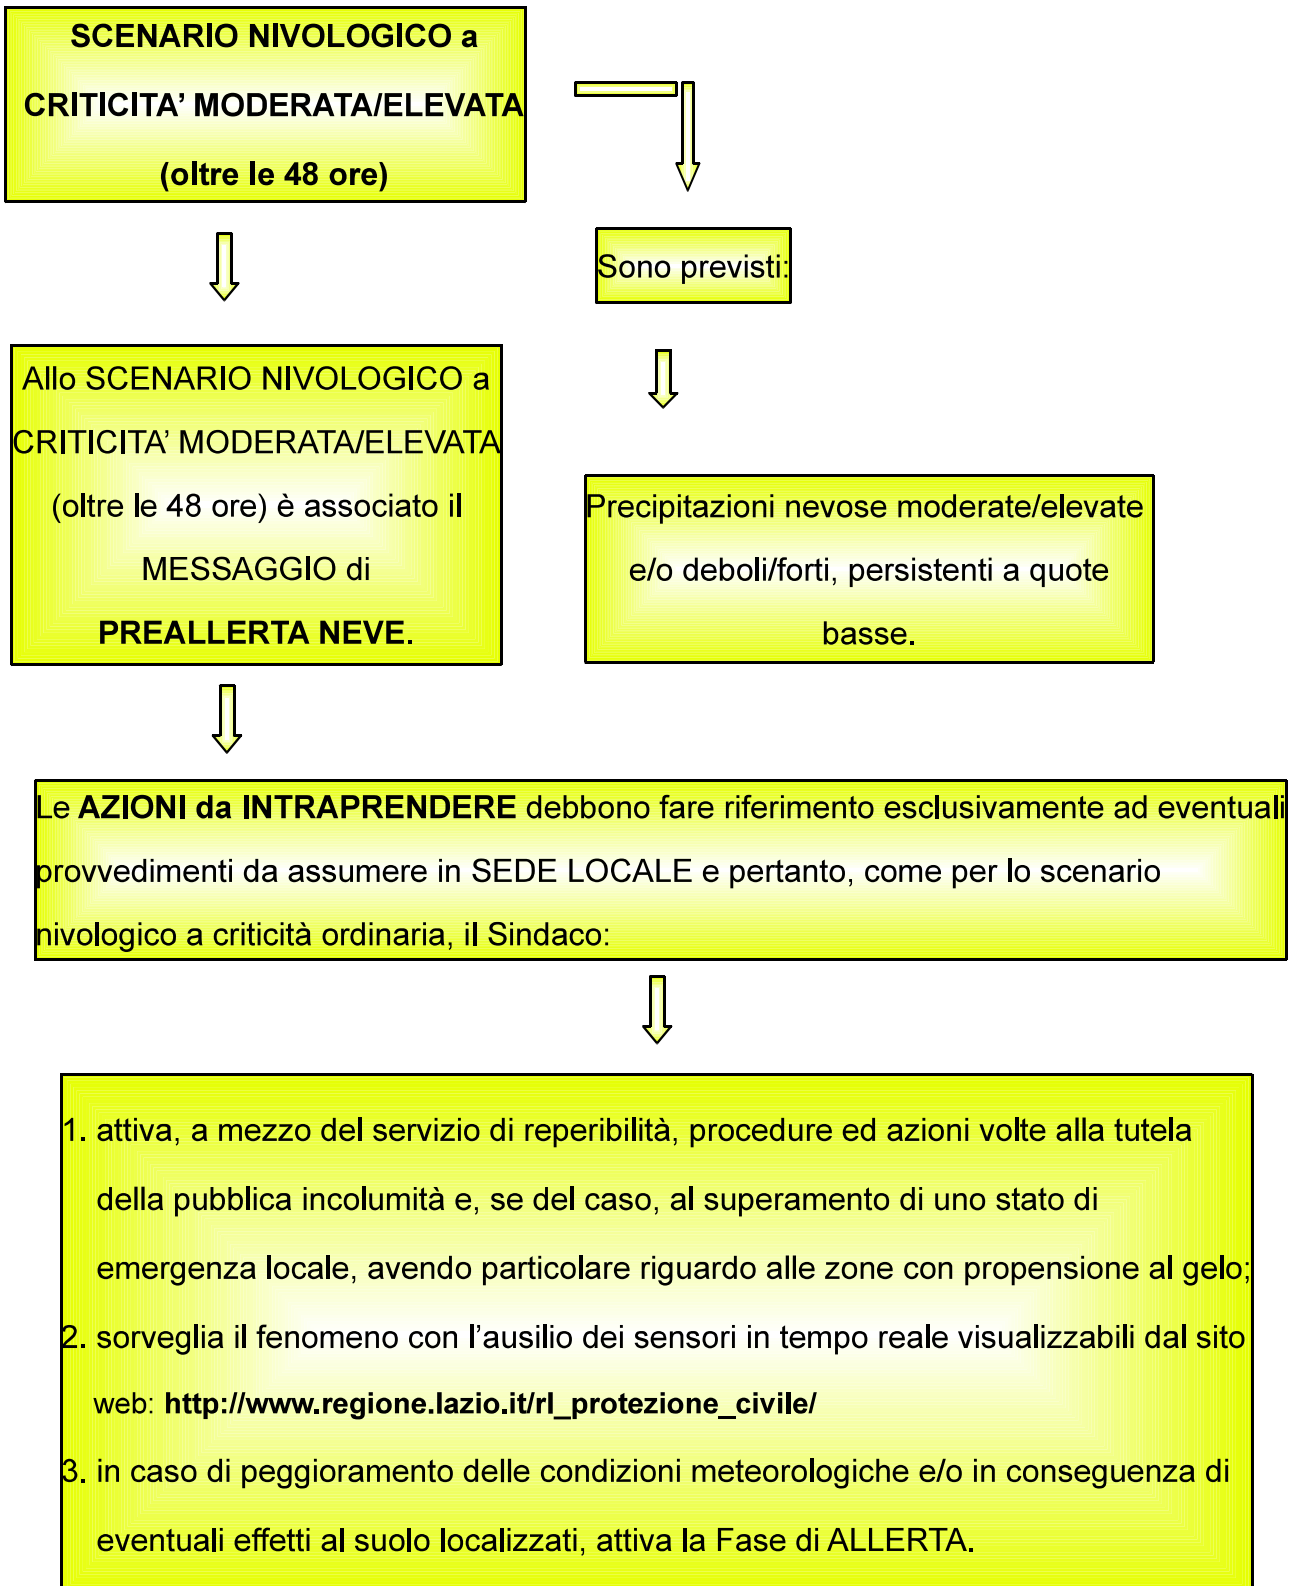 SCENARIO NIVOLOGICO a
CRITICITA’ MODERATA/ELEVATA
(oltre le 48 ore)
Sono previsti:
Allo SCENARIO NIVOLOGICO a
CRITICITA’ MODERATA/ELEVATA
(oltre le 48 ore) è associato il
MESSAGGIO di
PREALLERTA NEVE.
Precipitazioni nevose moderate/elevate
e/o deboli/forti, persistenti a quote
basse.
Le AZIONI da INTRAPRENDERE debbono fare riferimento esclusivamente ad eventuali
provvedimenti da assumere in SEDE LOCALE e pertanto, come per lo scenario
nivologico a criticità ordinaria, il Sindaco:
1. attiva, a mezzo del servizio di reperibilità, procedure ed azioni volte alla tutela
della pubblica incolumità e, se del caso, al superamento di uno stato di
emergenza locale, avendo particolare riguardo alle zone con propensione al gelo;
2. sorveglia il fenomeno con l’ausilio dei sensori in tempo reale visualizzabili dal sito
web: http://www.regione.lazio.it/rl_protezione_civile/
3. in caso di peggioramento delle condizioni meteorologiche e/o in conseguenza di
eventuali effetti al suolo localizzati, attiva la Fase di ALLERTA.